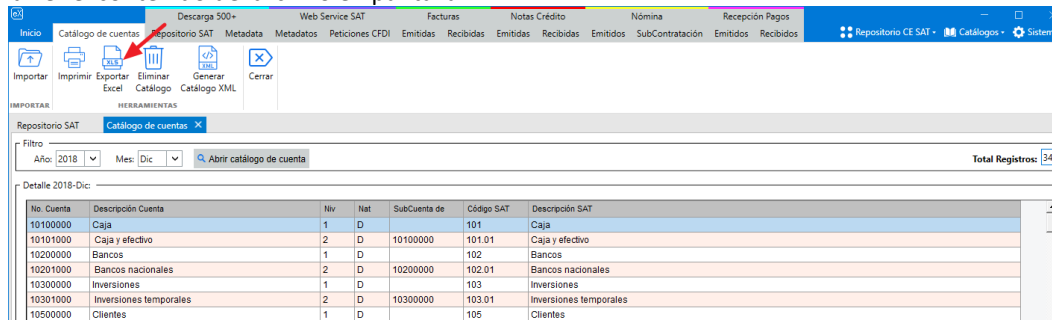 eX
Descarga 500+ Web Service SAT Facturas Notas Crédito Nómina Recepción Pagos
Inicio Catálogo de cuentas Repositorio SAT Metadata Metadatos Peticiones CFDI Emitidas Recibidas Emitidas Recibidas Emitidos SubContratación Emitidos Recibidos Repositorio CE SAT Catálogos
XLS </> XML
Importar Imprimir Exportar Excel Eliminar Catálogo Generar Catálogo XML Cerrar
IMPORTAR HERRAMIENTAS
Repositorio SAT Catálogo de cuentas X
Filtro
Año: 2018 Mes: Dic Abrir catálogo de cuenta Total Registros: 34
Detalle 2018-Dic:
No. Cuenta Descripción Cuenta Niv Nat SubCuenta de Código SAT Descripción SAT
10100000 Caja 1 D 101 Caja
10101000 Caja y efectivo 2 D 10100000 101.01 Caja y efectivo
10200000 Bancos 1 D 102 Bancos
10201000 Bancos nacionales 2 D 10200000 102.01 Bancos nacionales
10300000 Inversiones 1 D 103 Inversiones
10301000 Inversiones temporales 2 D 10300000 103.01 Inversiones temporales
10500000 Clientes 1 D 105 Clientes